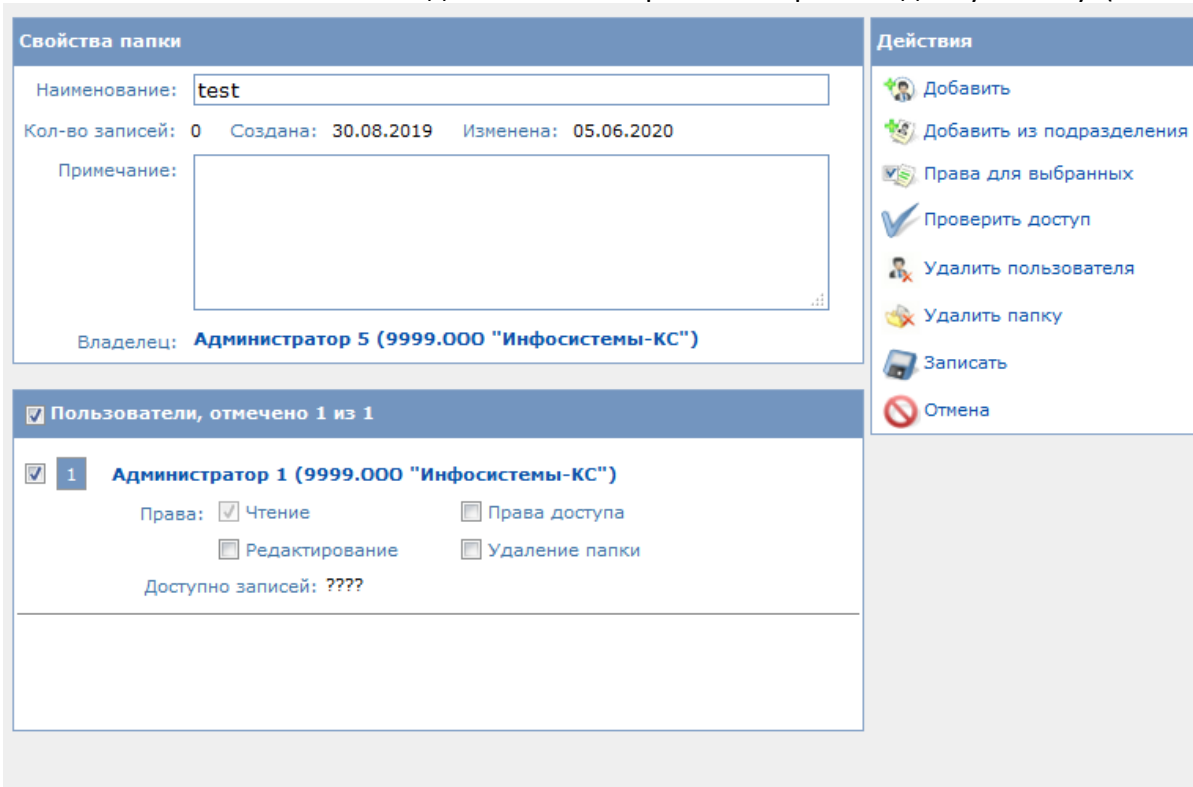 Свойства папки
Наименование: test
Кол-во записей: 0 Создана: 30.08.2019 Изменена: 05.06.2020
Примечание:
Владелец: Администратор 5 (9999.ООО "Инфосистемы-КС")
Пользователи, отмечено 1 из 1
1 Администратор 1 (9999.ООО "Инфосистемы-КС")
Права: Чтение Права доступа
Редактирование Удаление папки
Доступно записей: ????
Действия
Добавить
Добавить из подразделения
Права для выбранных
Проверить доступ
Удалить пользователя
Удалить папку
Записать
Отмена